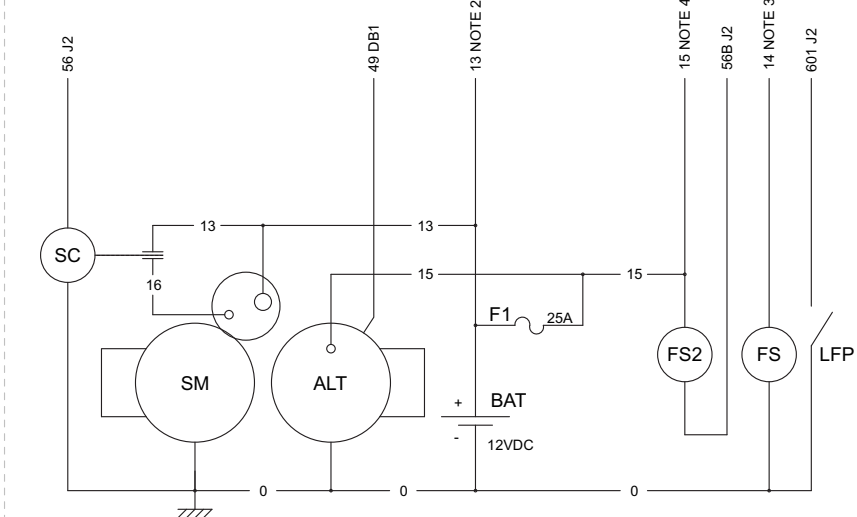 56 J2
49 DB1
13 NOTE 2
15 NOTE 4
56B J2
14 NOTE 3
601 J2
13
13
SC
15
15
16
F1
25A
FS2
FS
LFP
SM
ALT
+
BAT
-
12VDC
0
0
0